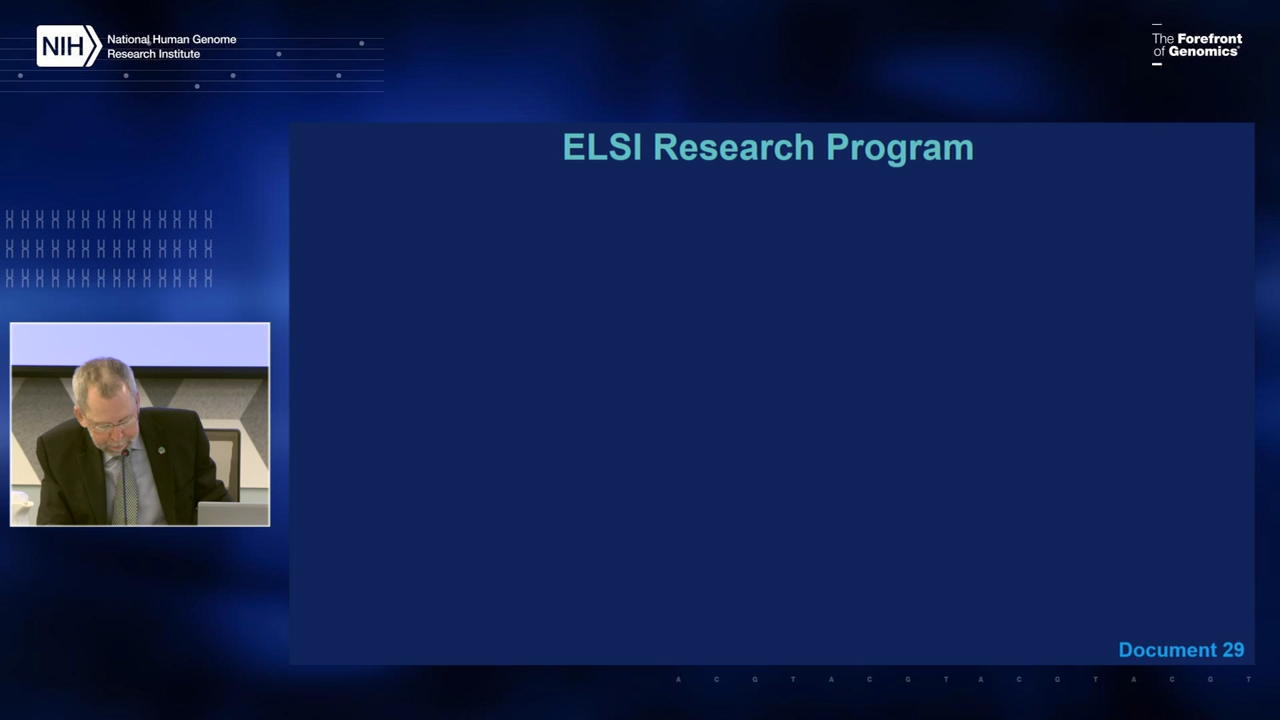 NIH
National Human Genome
Research Institute
The Forefront
of Genomics®
ELSI Research Program
Document 29
A C G T A C G T A C G T A C G T